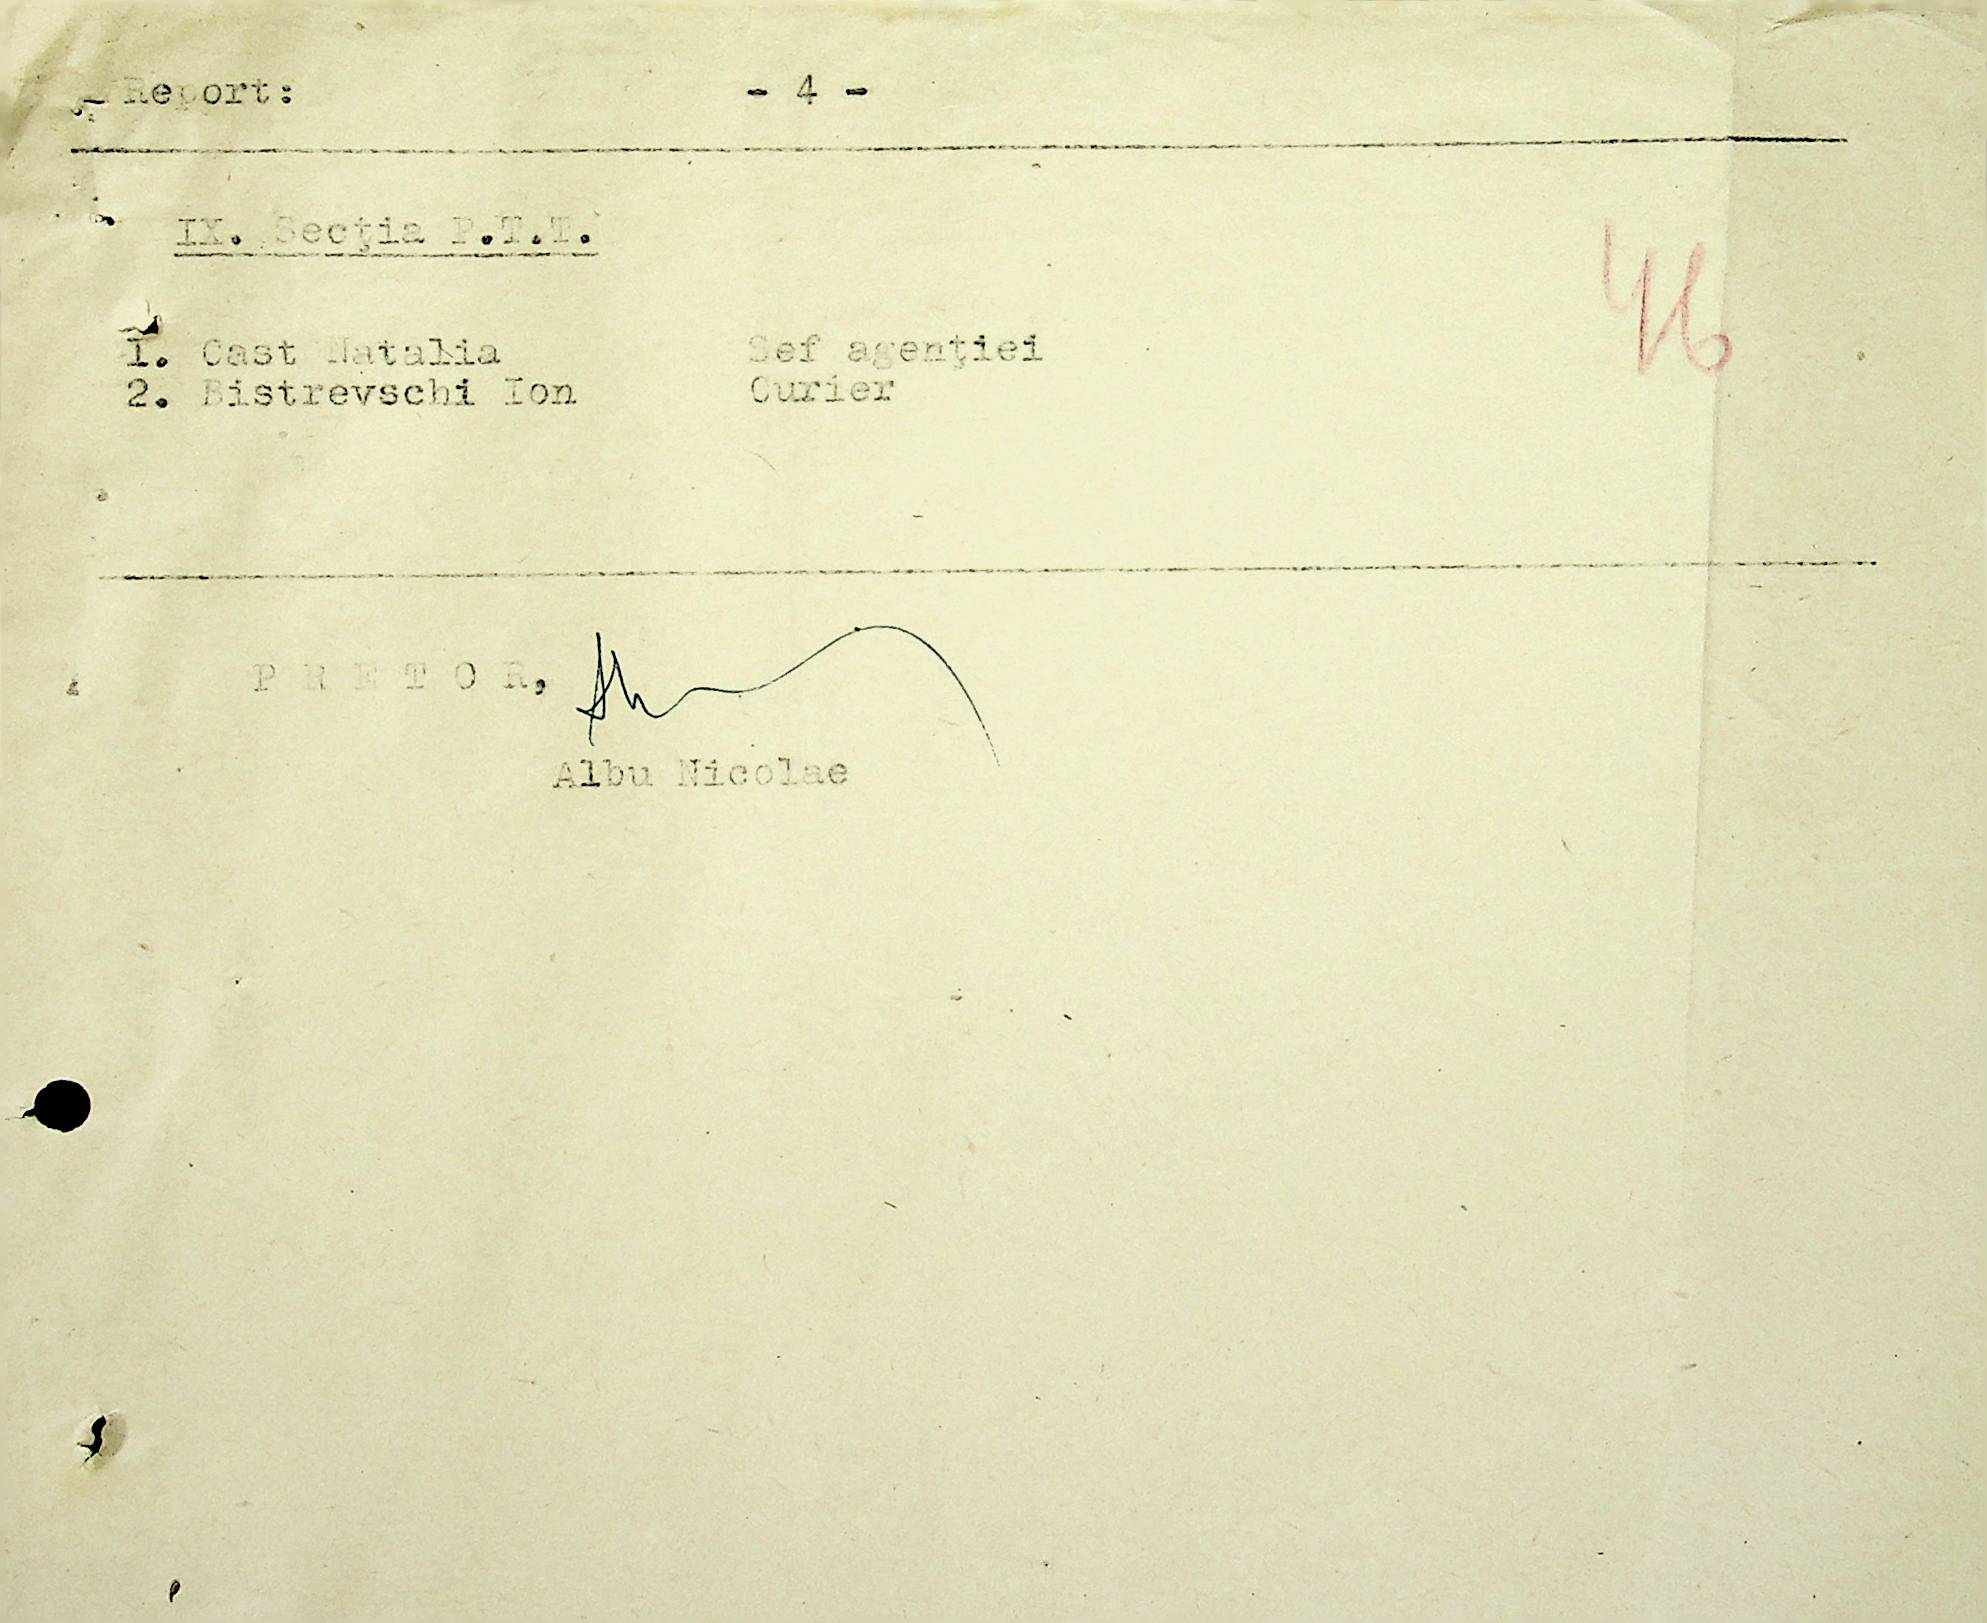 Report: - 4 -
46
IX. Secţia P.T.T.
1. Cast Natalia Sef agenţiei
2. Bistrevschi Ion Curier
P R E T O R,
Albu Nicolae